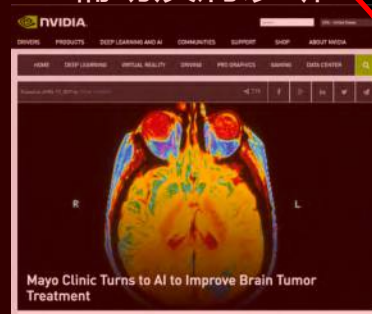 NVIDIA
DRIVERS PRODUCTS DEEP LEARNING AND AI COMMUNITIES SUPPORT SHOP ABOUT NVIDIA
HOME DEEP LEARNING VIRTUAL REALITY DRIVING PRO GRAPHICS GAMING DATA CENTER
R
L
Mayo Clinic Turns to AI to Improve Brain Tumor
Treatment